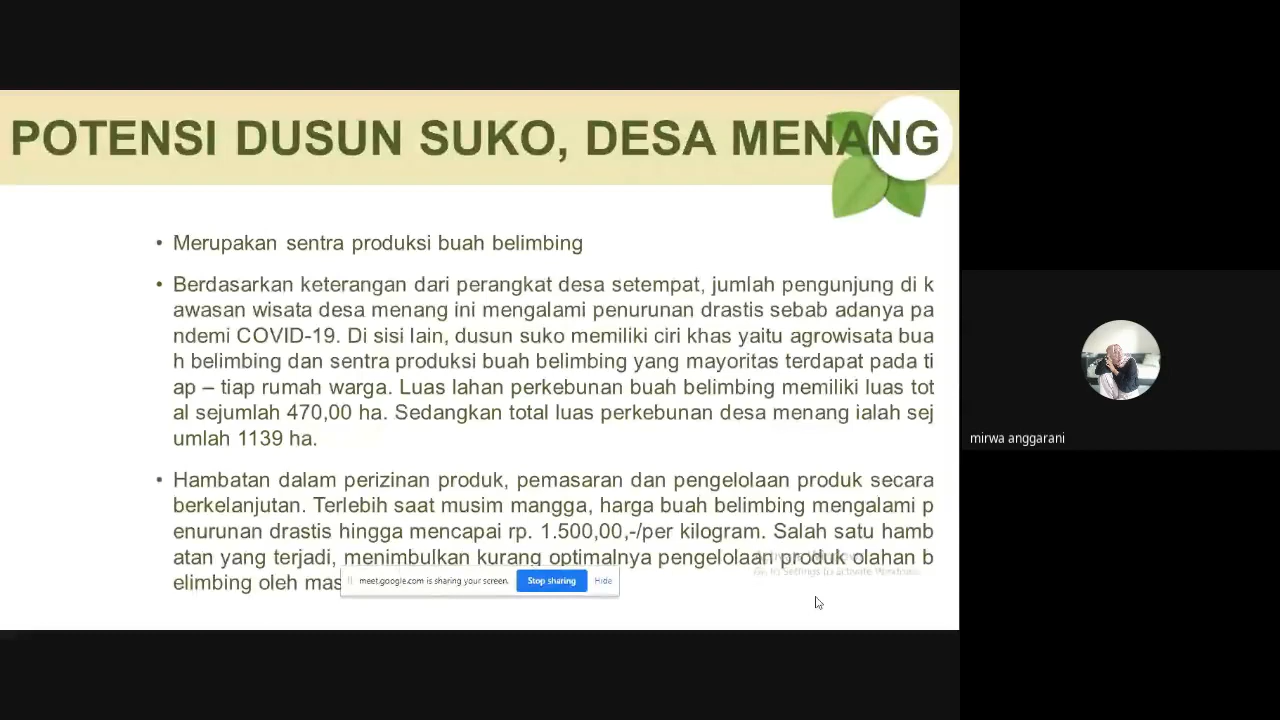 POTENSI DUSUN SUKO, DESA MENANG
• Merupakan sentra produksi buah belimbing
• Berdasarkan keterangan dari perangkat desa setempat, jumlah pengunjung di k
awasan wisata desa menang ini mengalami penurunan drastis sebab adanya pa
ndemi COVID-19. Di sisi lain, dusun suko memiliki ciri khas yaitu agrowisata bua
h belimbing dan sentra produksi buah belimbing yang mayoritas terdapat pada ti
ap – tiap rumah warga. Luas lahan perkebunan buah belimbing memiliki luas tot
al sejumlah 470,00 ha. Sedangkan total luas perkebunan desa menang ialah sej
umlah 1139 ha.
• Hambatan dalam perizinan produk, pemasaran dan pengelolaan produk secara
berkelanjutan. Terlebih saat musim mangga, harga buah belimbing mengalami p
enurunan drastis hingga mencapai rp. 1.500,00,-/per kilogram. Salah satu hamb
atan yang terjadi, menimbulkan kurang optimalnya pengelolaan produk olahan b
elimbing oleh mas
Go to Settings to activate Windows.
meet.google.com is sharing your screen.
Stop sharing
Hide
mirwa anggarani